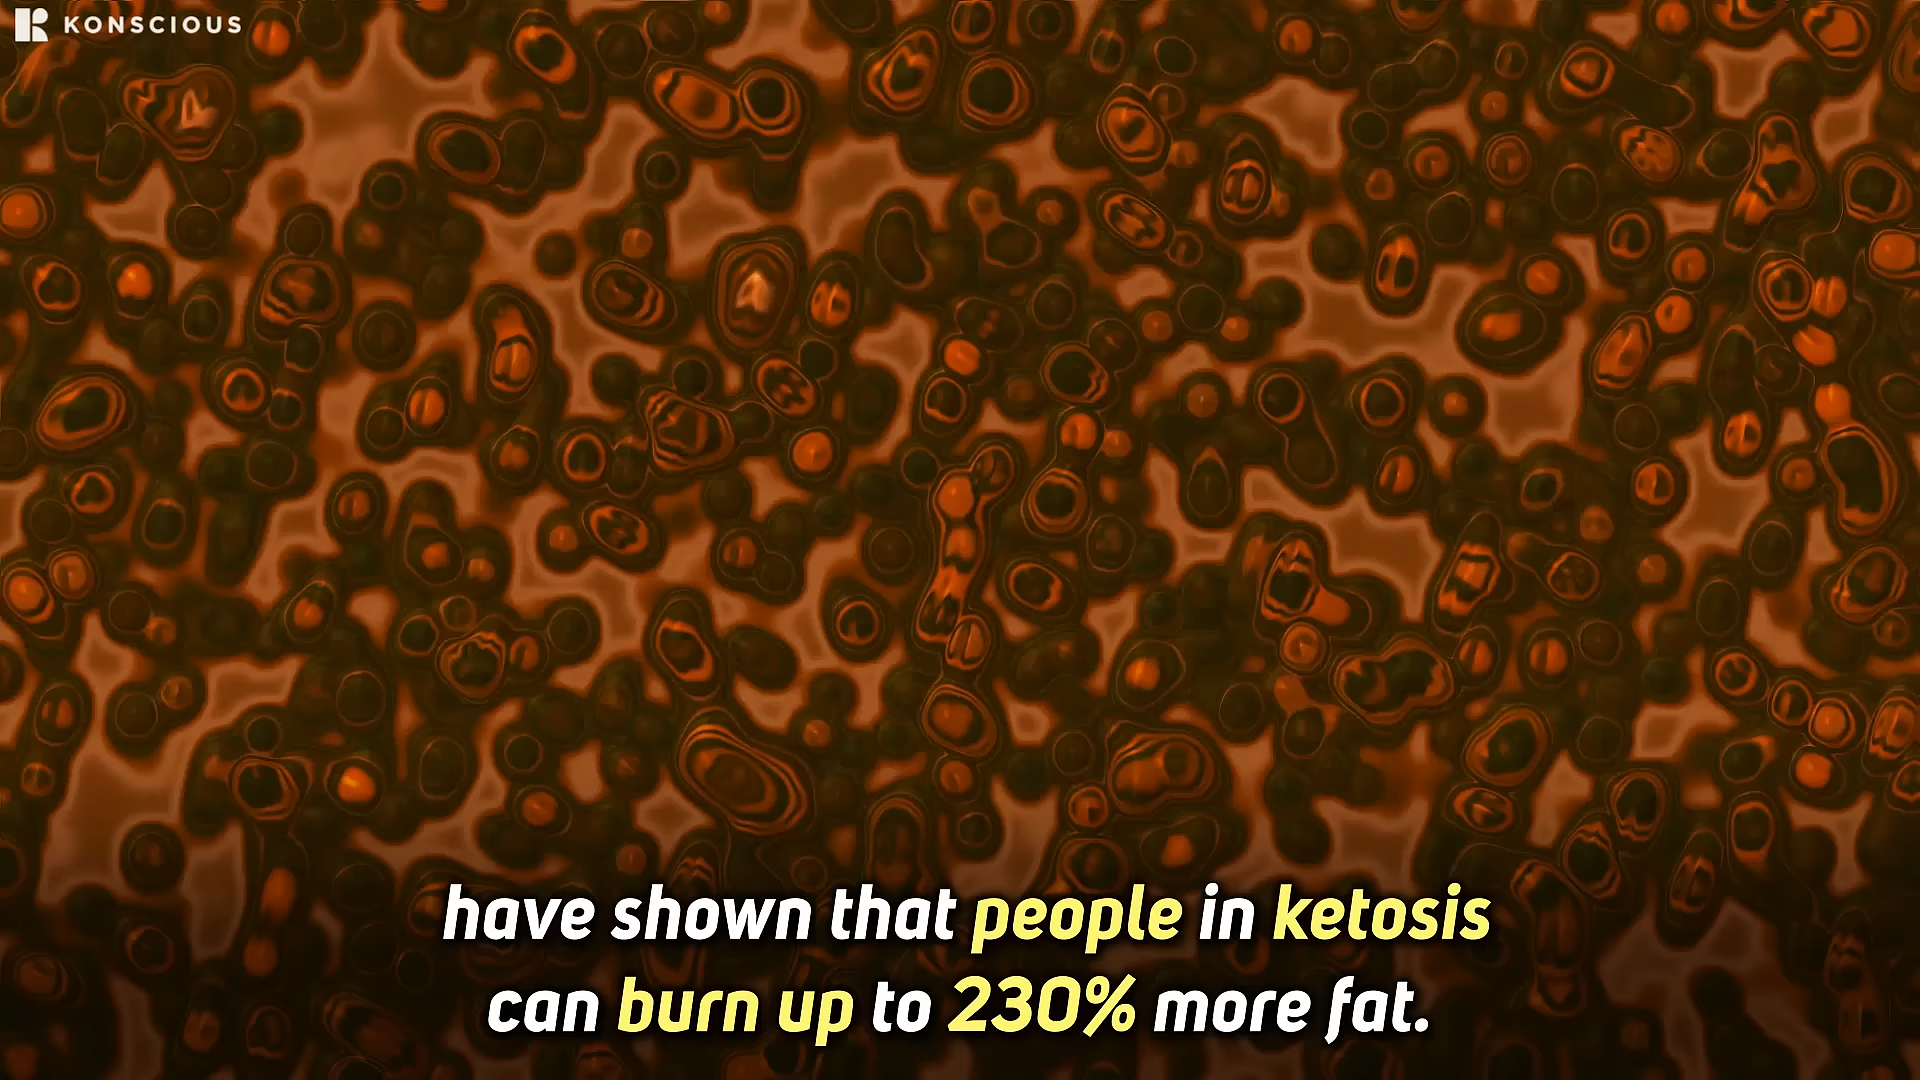 KONSCIOUS
have shown that people in ketosis
can burn up to 230% more fat.